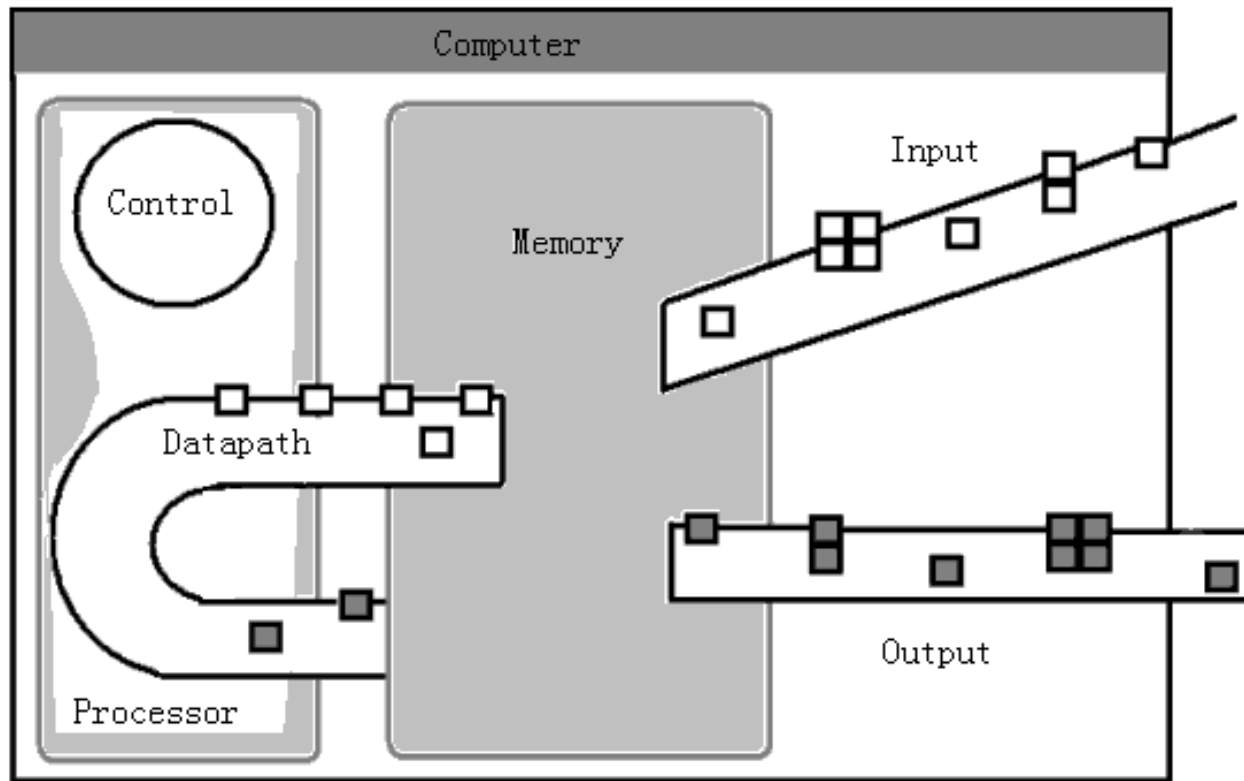 Computer
Input
Control
Memory
Datapath
Output
Processor